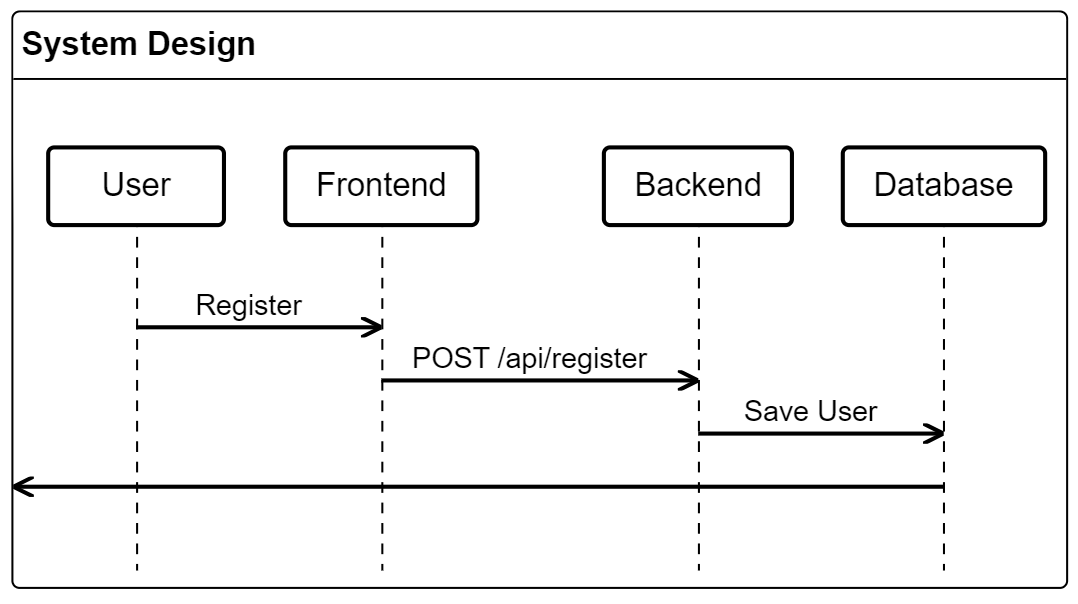 System Design
User
Frontend
Backend
Database
Register
POST /api/register
Save User